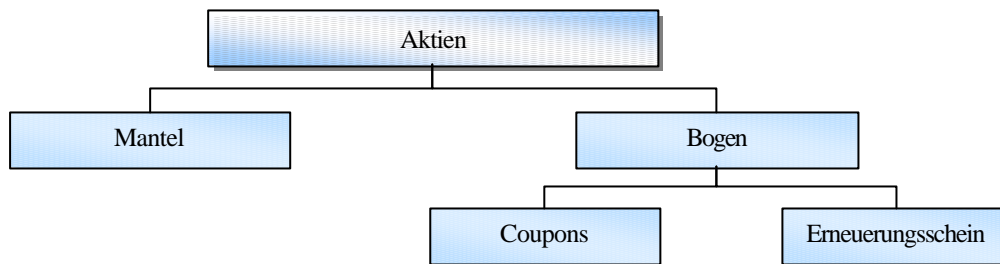 Aktien
Mantel
Bogen
Coupons
Erneuerungsschein